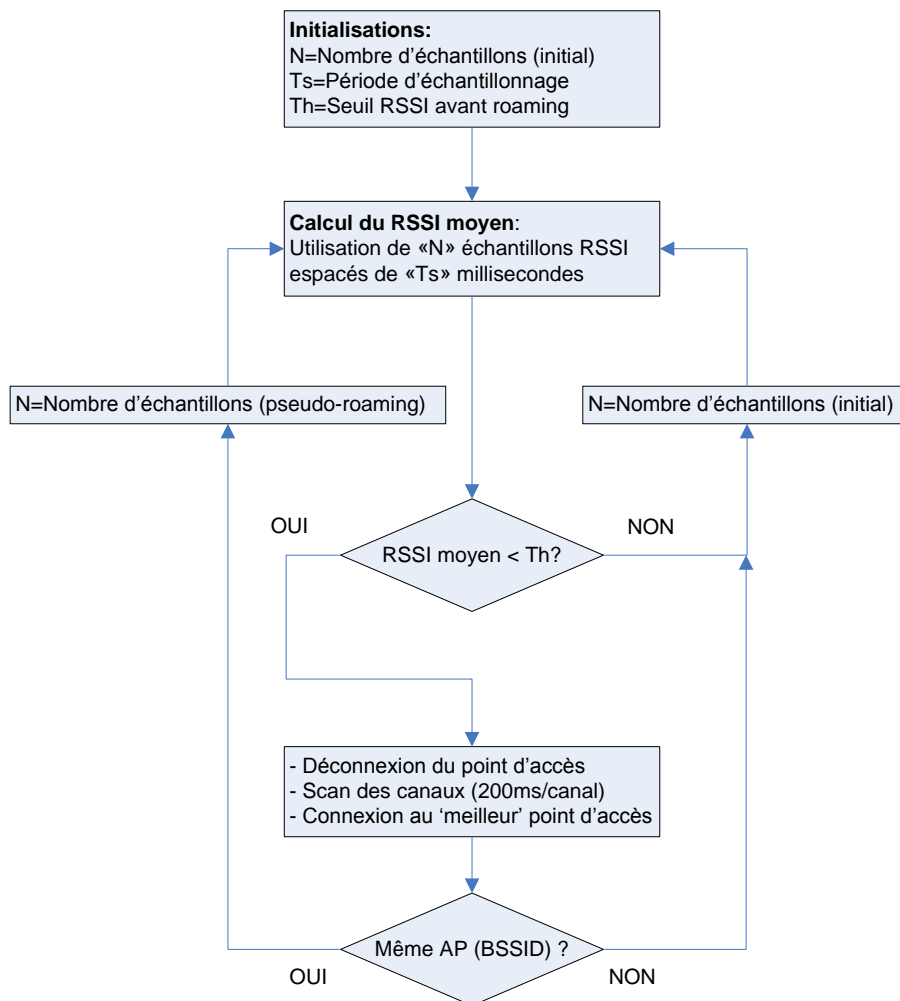 Initialisations:
N=Nombre d’échantillons (initial)
Ts=Période d’échantillonnage
Th=Seuil RSSI avant roaming
Calcul du RSSI moyen:
Utilisation de «N» échantillons RSSI
espacés de «Ts» millisecondes
N=Nombre d’échantillons (pseudo-roaming)
N=Nombre d’échantillons (initial)
OUI
NON
RSSI moyen < Th?
- Déconnexion du point d’accès
- Scan des canaux (200ms/canal)
- Connexion au ‘meilleur’ point d’accès
Même AP (BSSID) ?
OUI
NON